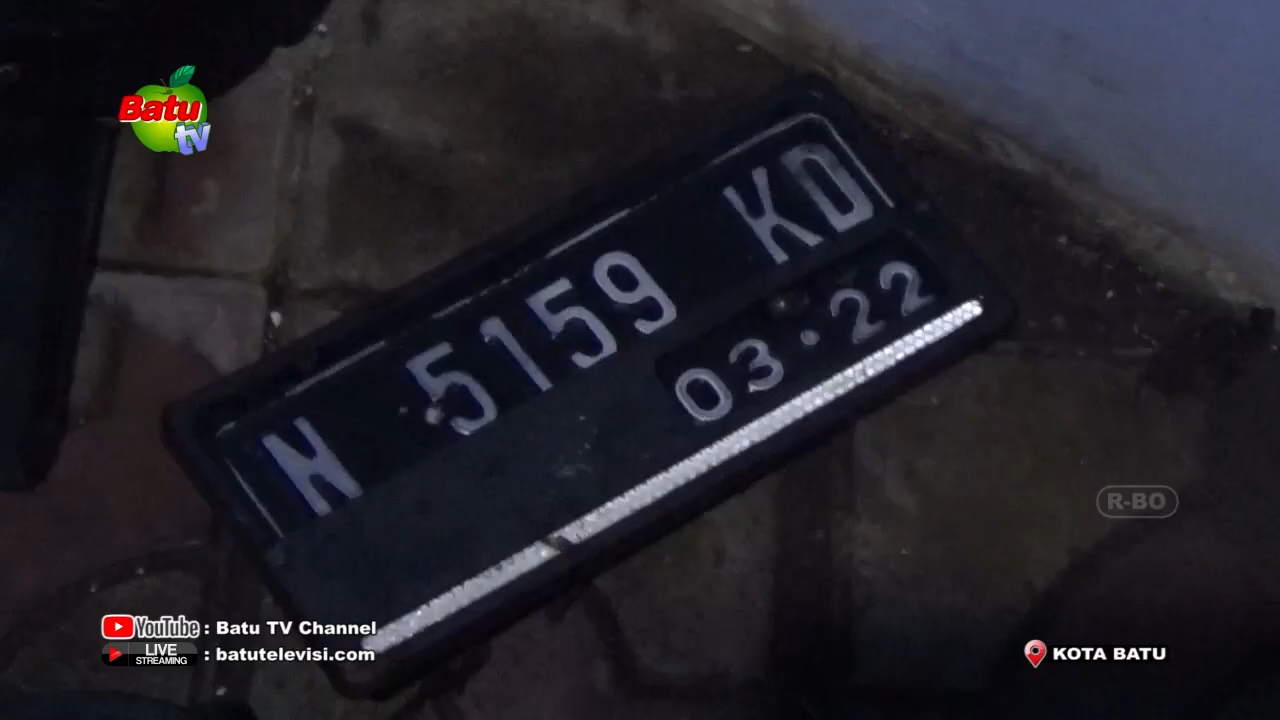 Batu
tv
N 5159 KD
03.22
R-BO
YouTube : Batu TV Channel
LIVE STREAMING : batutelevisi.com
KOTA BATU